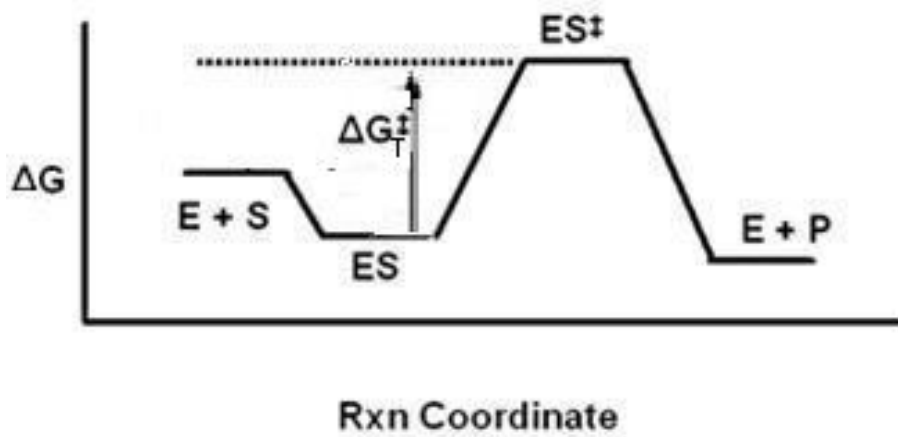 ES‡
ΔG‡T
ΔG
E + S
ES
E + P
Rxn Coordinate